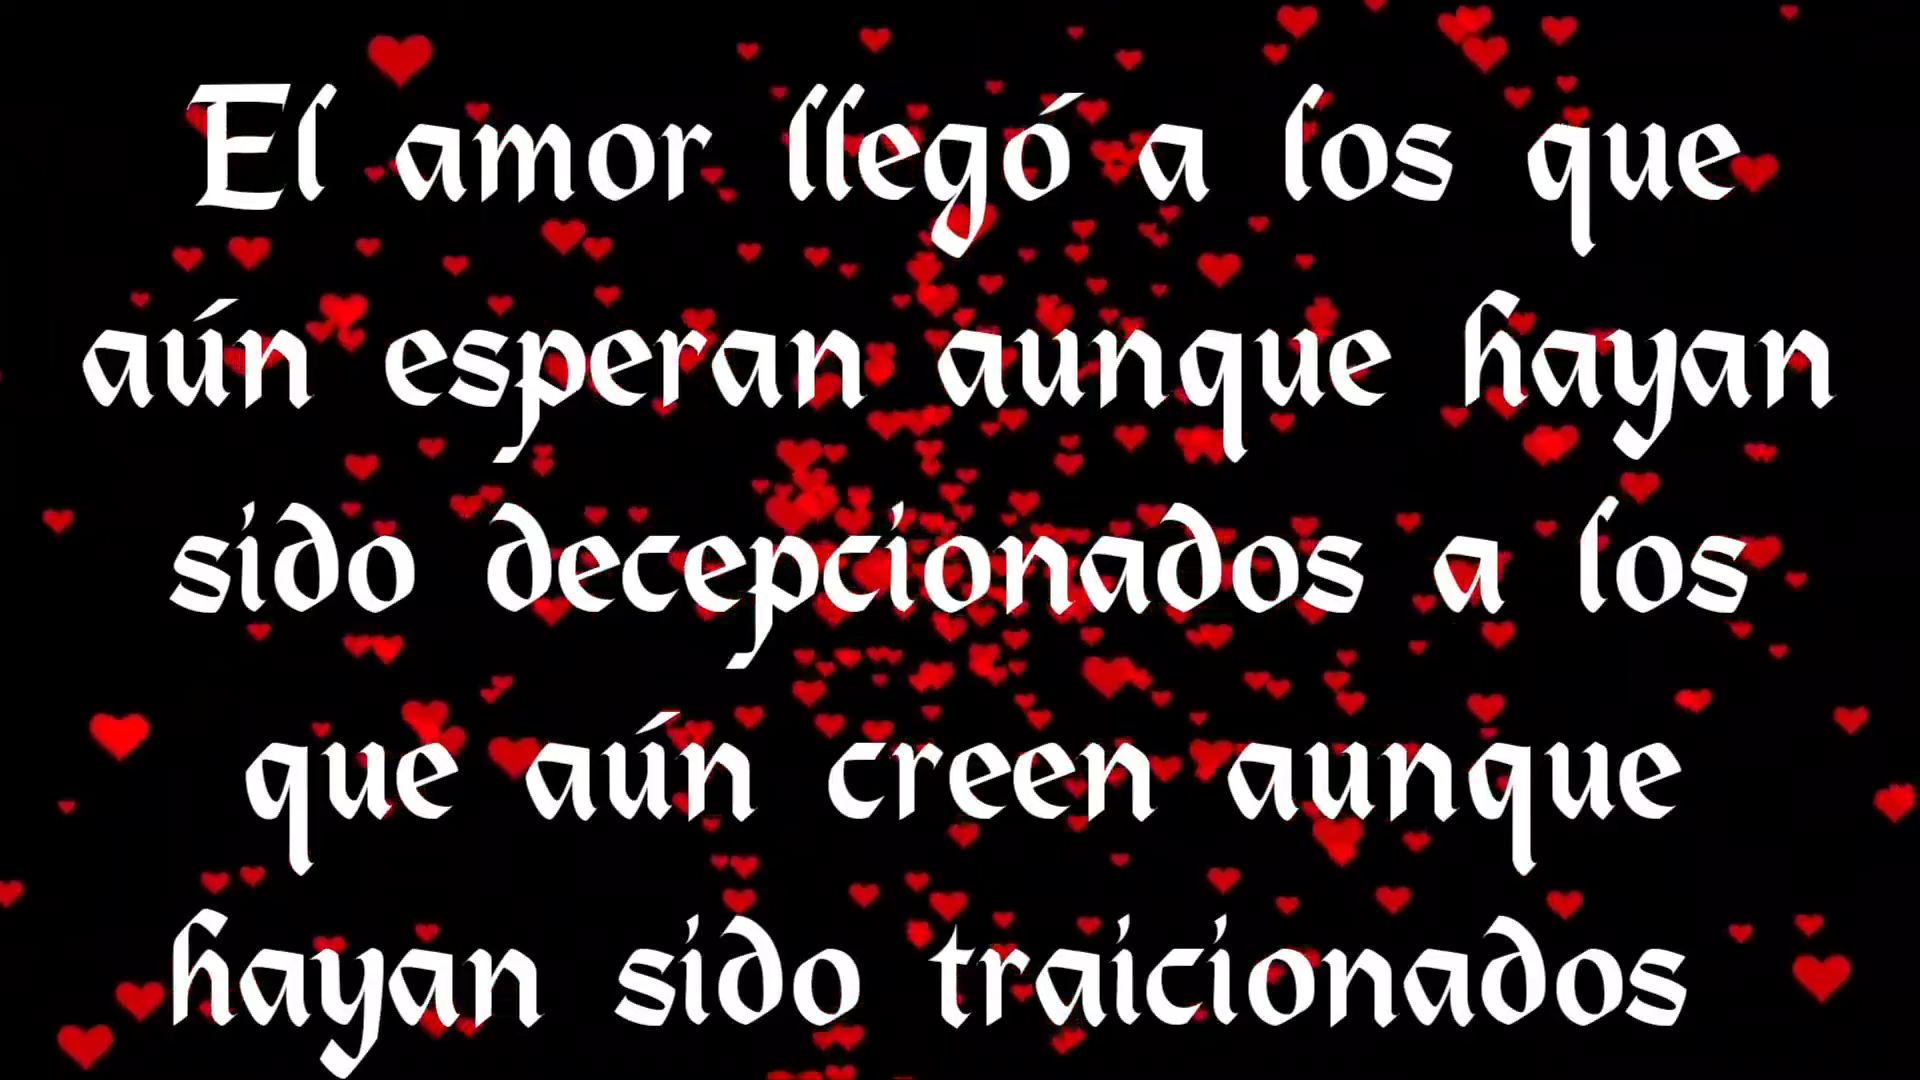 El amor llegó a los que
aún esperan aunque hayan
sido decepcionados a los
que aún creen aunque
hayan sido traicionados